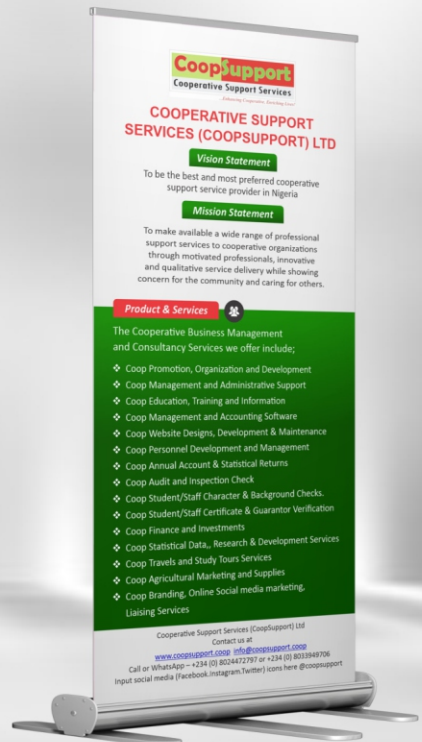 CoopSupport
Cooperative Support Services
Enhancing Cooperative, Enriching Lives!
COOPERATIVE SUPPORT
SERVICES (COOPSUPPORT) LTD
Vision Statement
To be the best and most preferred cooperative
support service provider in Nigeria
Mission Statement
To make available a wide range of professional
support services to cooperative organizations
through motivated professionals, innovative
and qualitative service delivery while showing
concern for the community and caring for others.
Product & Services
The Cooperative Business Management
and Consultancy Services we offer include;
❖ Coop Promotion, Organization and Development
❖ Coop Management and Administrative Support
❖ Coop Education, Training and Information
❖ Coop Management and Accounting Software
❖ Coop Website Designs, Development & Maintenance
❖ Coop Personnel Development and Management
❖ Coop Annual Account & Statistical Returns
❖ Coop Audit and Inspection Check
❖ Coop Student/Staff Character & Background Checks.
❖ Coop Student/Staff Certificate & Guarantor Verification
❖ Coop Finance and Investments
❖ Coop Statistical Data,, Research & Development Services
❖ Coop Travels and Study Tours Services
❖ Coop Agricultural Marketing and Supplies
❖ Coop Branding, Online Social media marketing,
Liaising Services
Cooperative Support Services (CoopSupport) Ltd
Contact us at
www.coopsupport.coop info@coopsupport.coop
Call or WhatsApp – +234 (0) 8024472797 or +234 (0) 8033949706
Input social media (Facebook.Instagram.Twitter) icons here @coopsupport